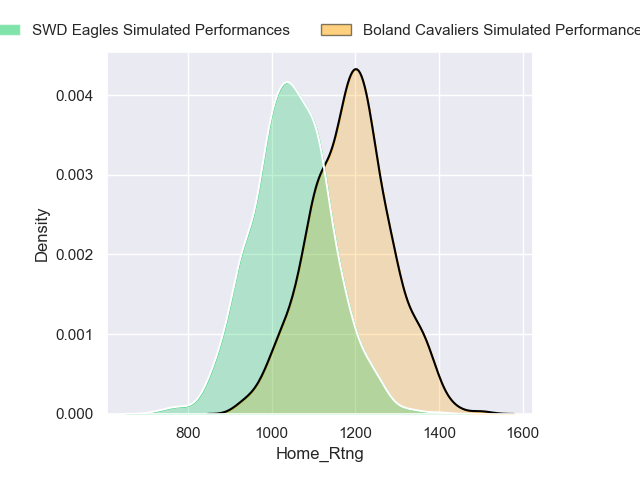 SWD Eagles Simulated Performances Boland Cavaliers Simulated Performance
0.004
0.003
0.002
0.001
0.000
Density
800 1000 1200 1400 1600
Home_Rtng